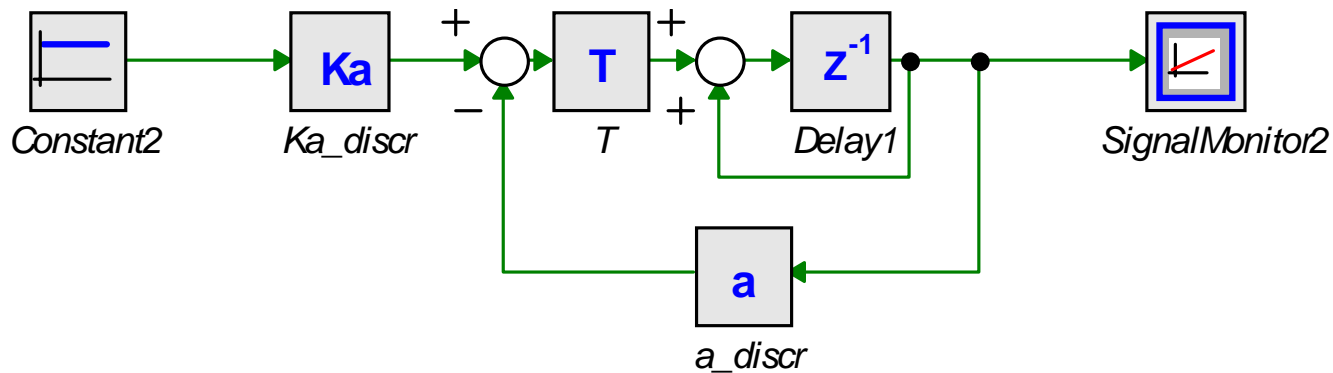 +
+
Ka
T
Z⁻¹
−
+
Constant2
Ka_discr
T
Delay1
SignalMonitor2
a
a_discr